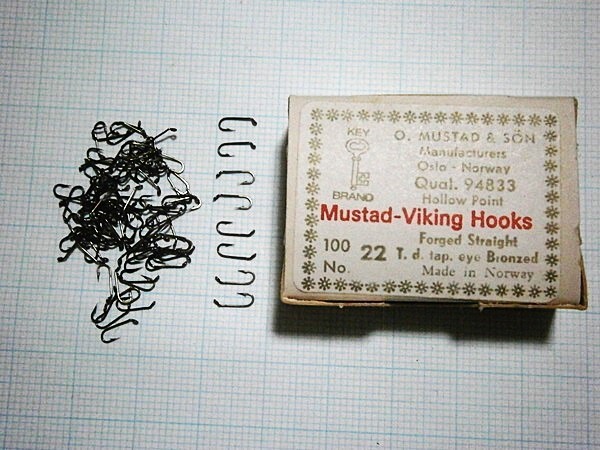 KEY
BRAND
O. MUSTAD & SÖN
Manufacturers
Oslo - Norway
Qual. 94833
Hollow Point
Mustad-Viking Hooks
Forged Straight
100
No. 22 T. d. tap. eye Bronzed
Made in Norway